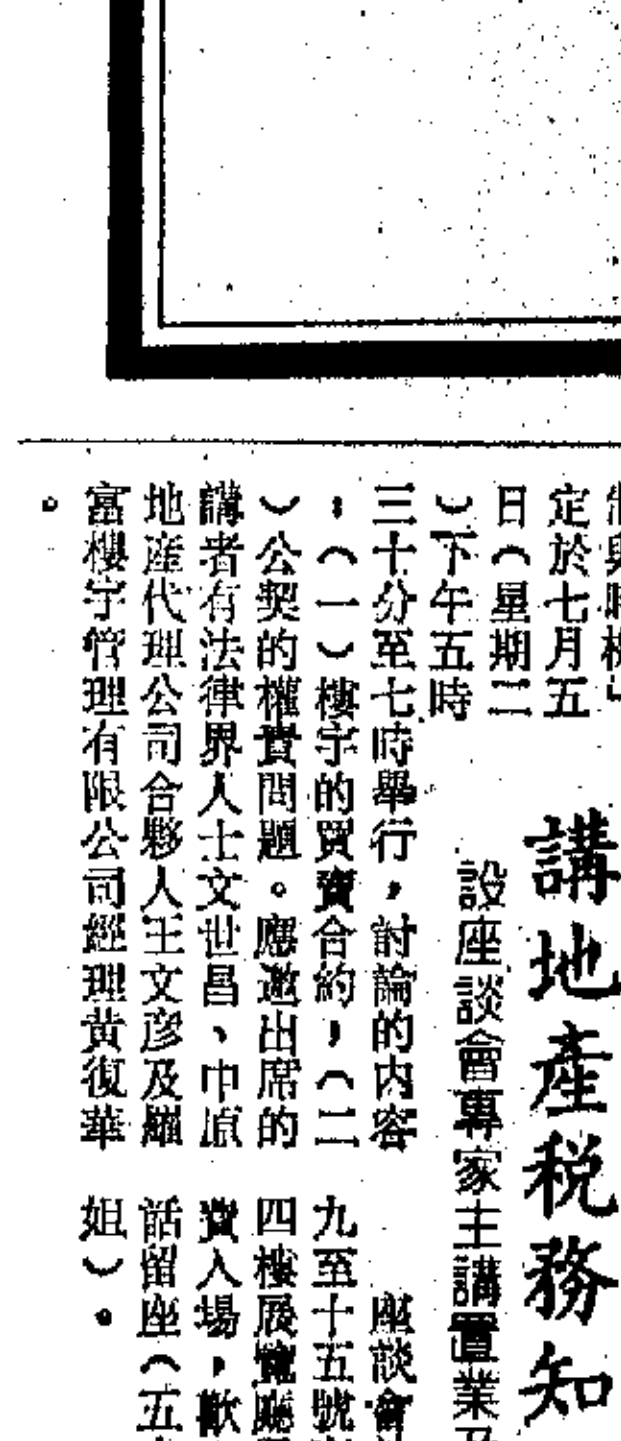 講地產税務知
設座談會專家主講置業及
定於七月五
日（星期二
）下午五時
三十分至七時舉行，討論的內容
：（一）樓宇的買賣合約，（二
）公契的權責問題。應邀出席的
講者有法律界人士文世昌、中原
地産代理公司合夥人王文彦及羅
富樓宇管理有限公司經理黃復華
。
座談會
九至十五號
四樓展覽廳
費入場，歡
話留座（五
姐）。